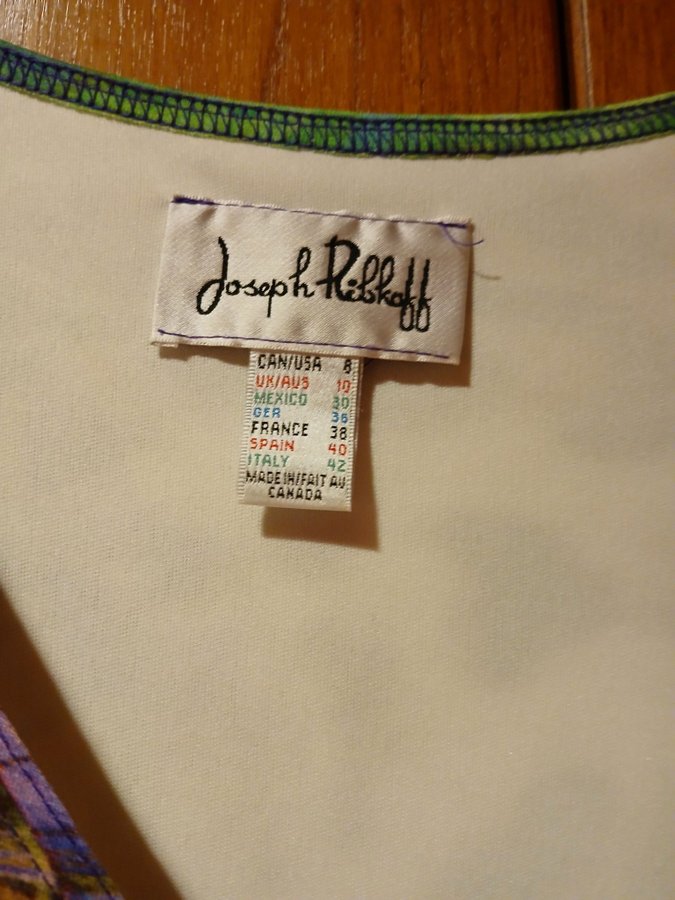 Joseph Ribkoff
CAN/USA 8
UK/AUS 10
MEXICO 30
GER 36
FRANCE 38
SPAIN 40
ITALY 42
MADE IN/FAIT AU
CANADA